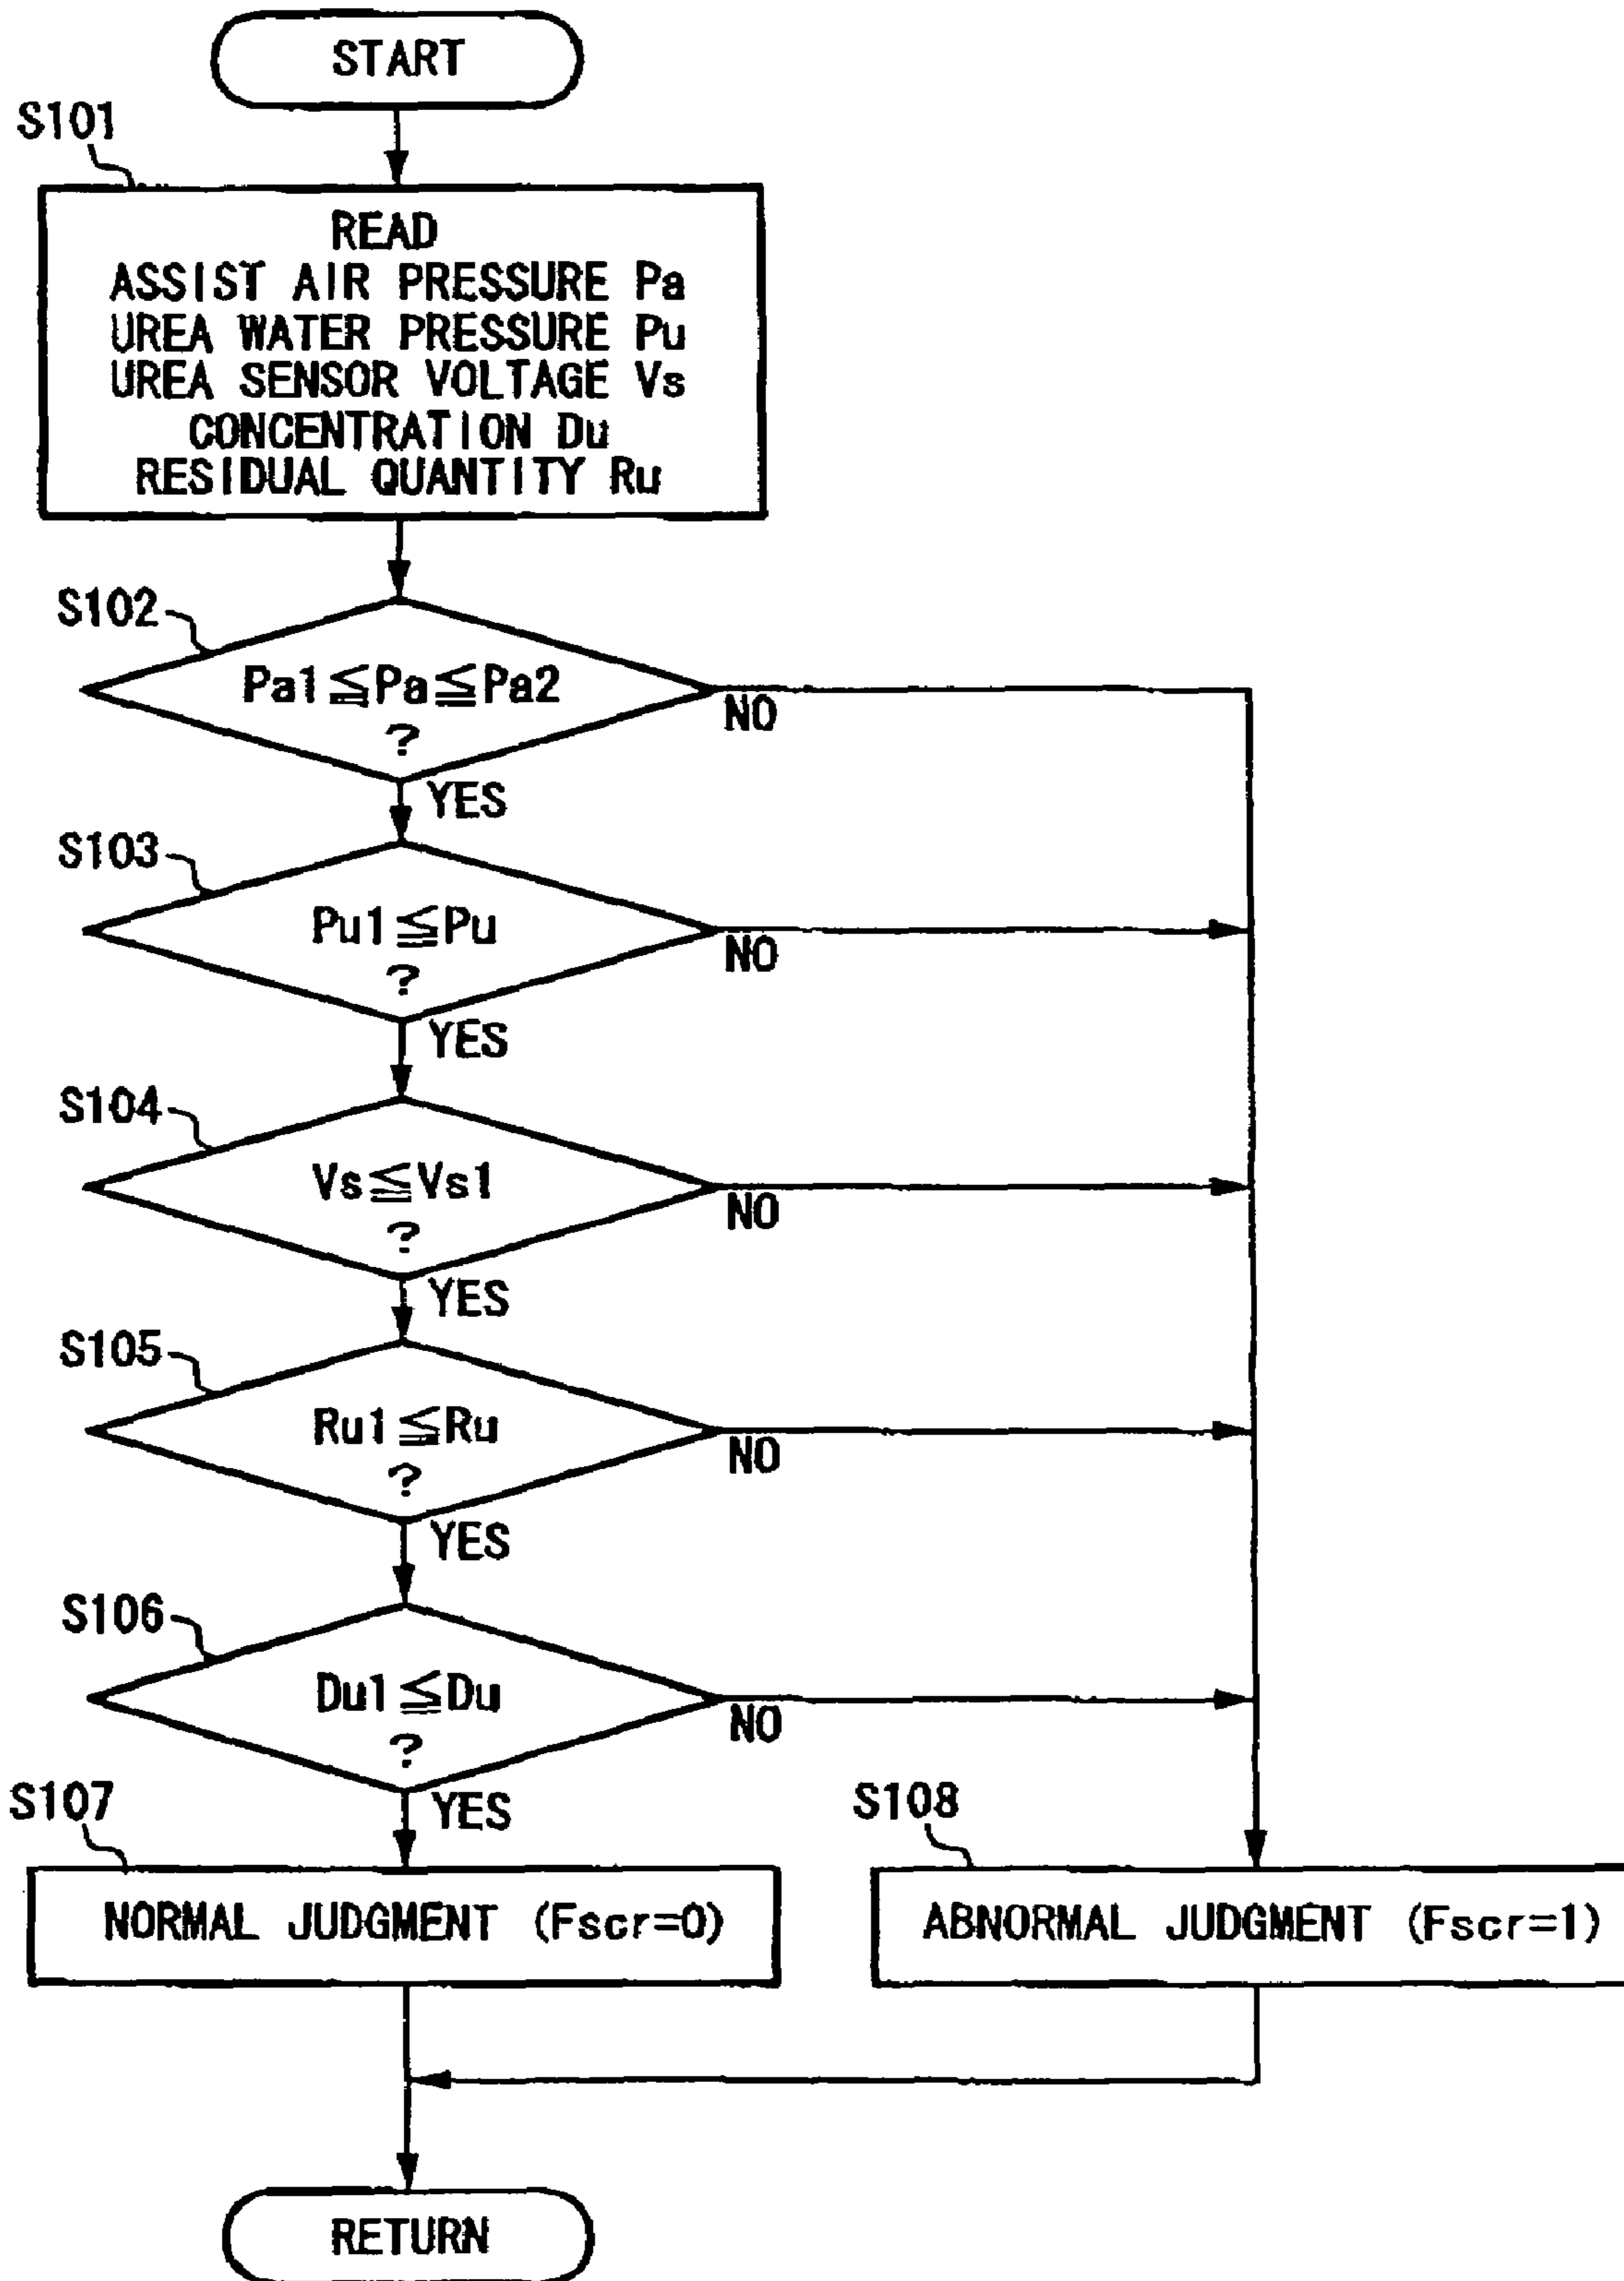 START
S101
READ
ASSIST AIR PRESSURE Pa
UREA WATER PRESSURE Pu
UREA SENSOR VOLTAGE Vs
CONCENTRATION Du
RESIDUAL QUANTITY Ru
S102
Pa1≦Pa≦Pa2
?
NO
YES
S103
Pu1≦Pu
?
NO
YES
S104
Vs≦Vs1
?
NO
YES
S105
Ru1≦Ru
?
NO
YES
S106
Du1≦Du
?
NO
YES
S107
NORMAL JUDGMENT (Fscr=0)
S108
ABNORMAL JUDGMENT (Fscr=1)
RETURN